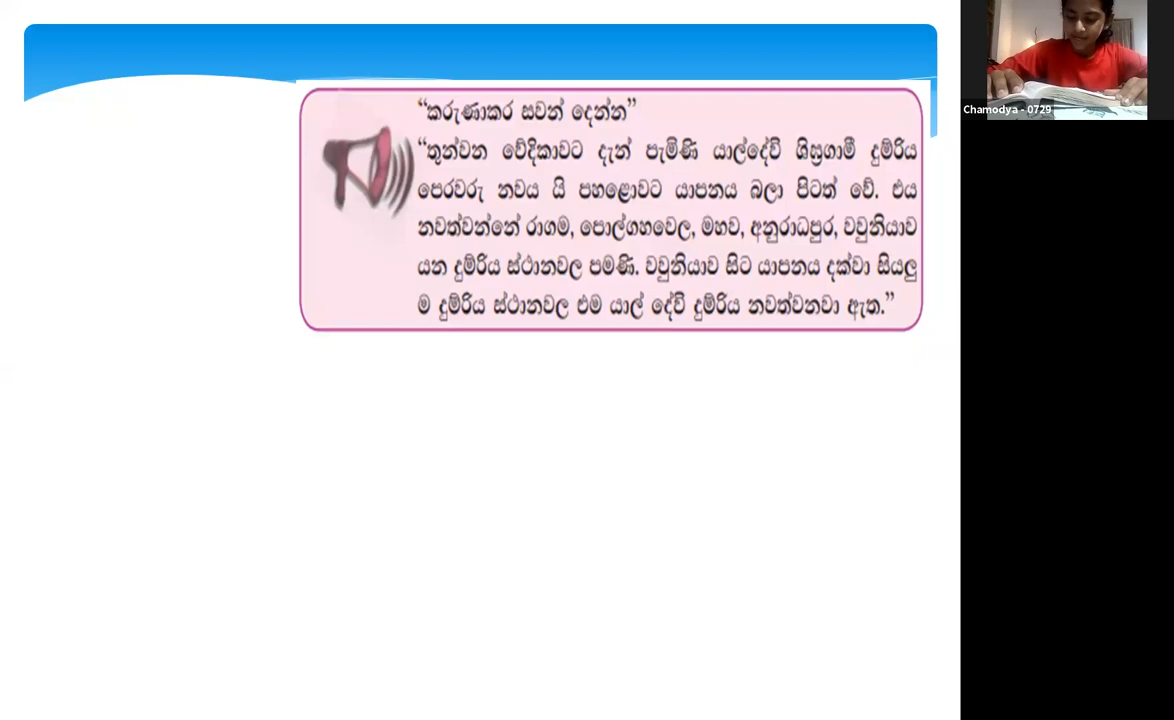 “කරුණාකර සවන් දෙන්න”
“තුන්වන වේදිකාවට දැන් පැමිණි යාල්දේවි ශීඝ්‍රගාමී දුම්රිය
පෙරවරු නවය යි පහළොවට යාපනය බලා පිටත් වේ. එය
නවත්වන්නේ රාගම, පොල්ගහවෙල, මහව, අනුරාධපුර, වවුනියාව
යන දුම්රිය ස්ථානවල පමණි. වවුනියාව සිට යාපනය දක්වා සියලු
ම දුම්රිය ස්ථානවල එම යාල් දේවි දුම්රිය නවත්වනවා ඇත.”
Chamodya - 0729